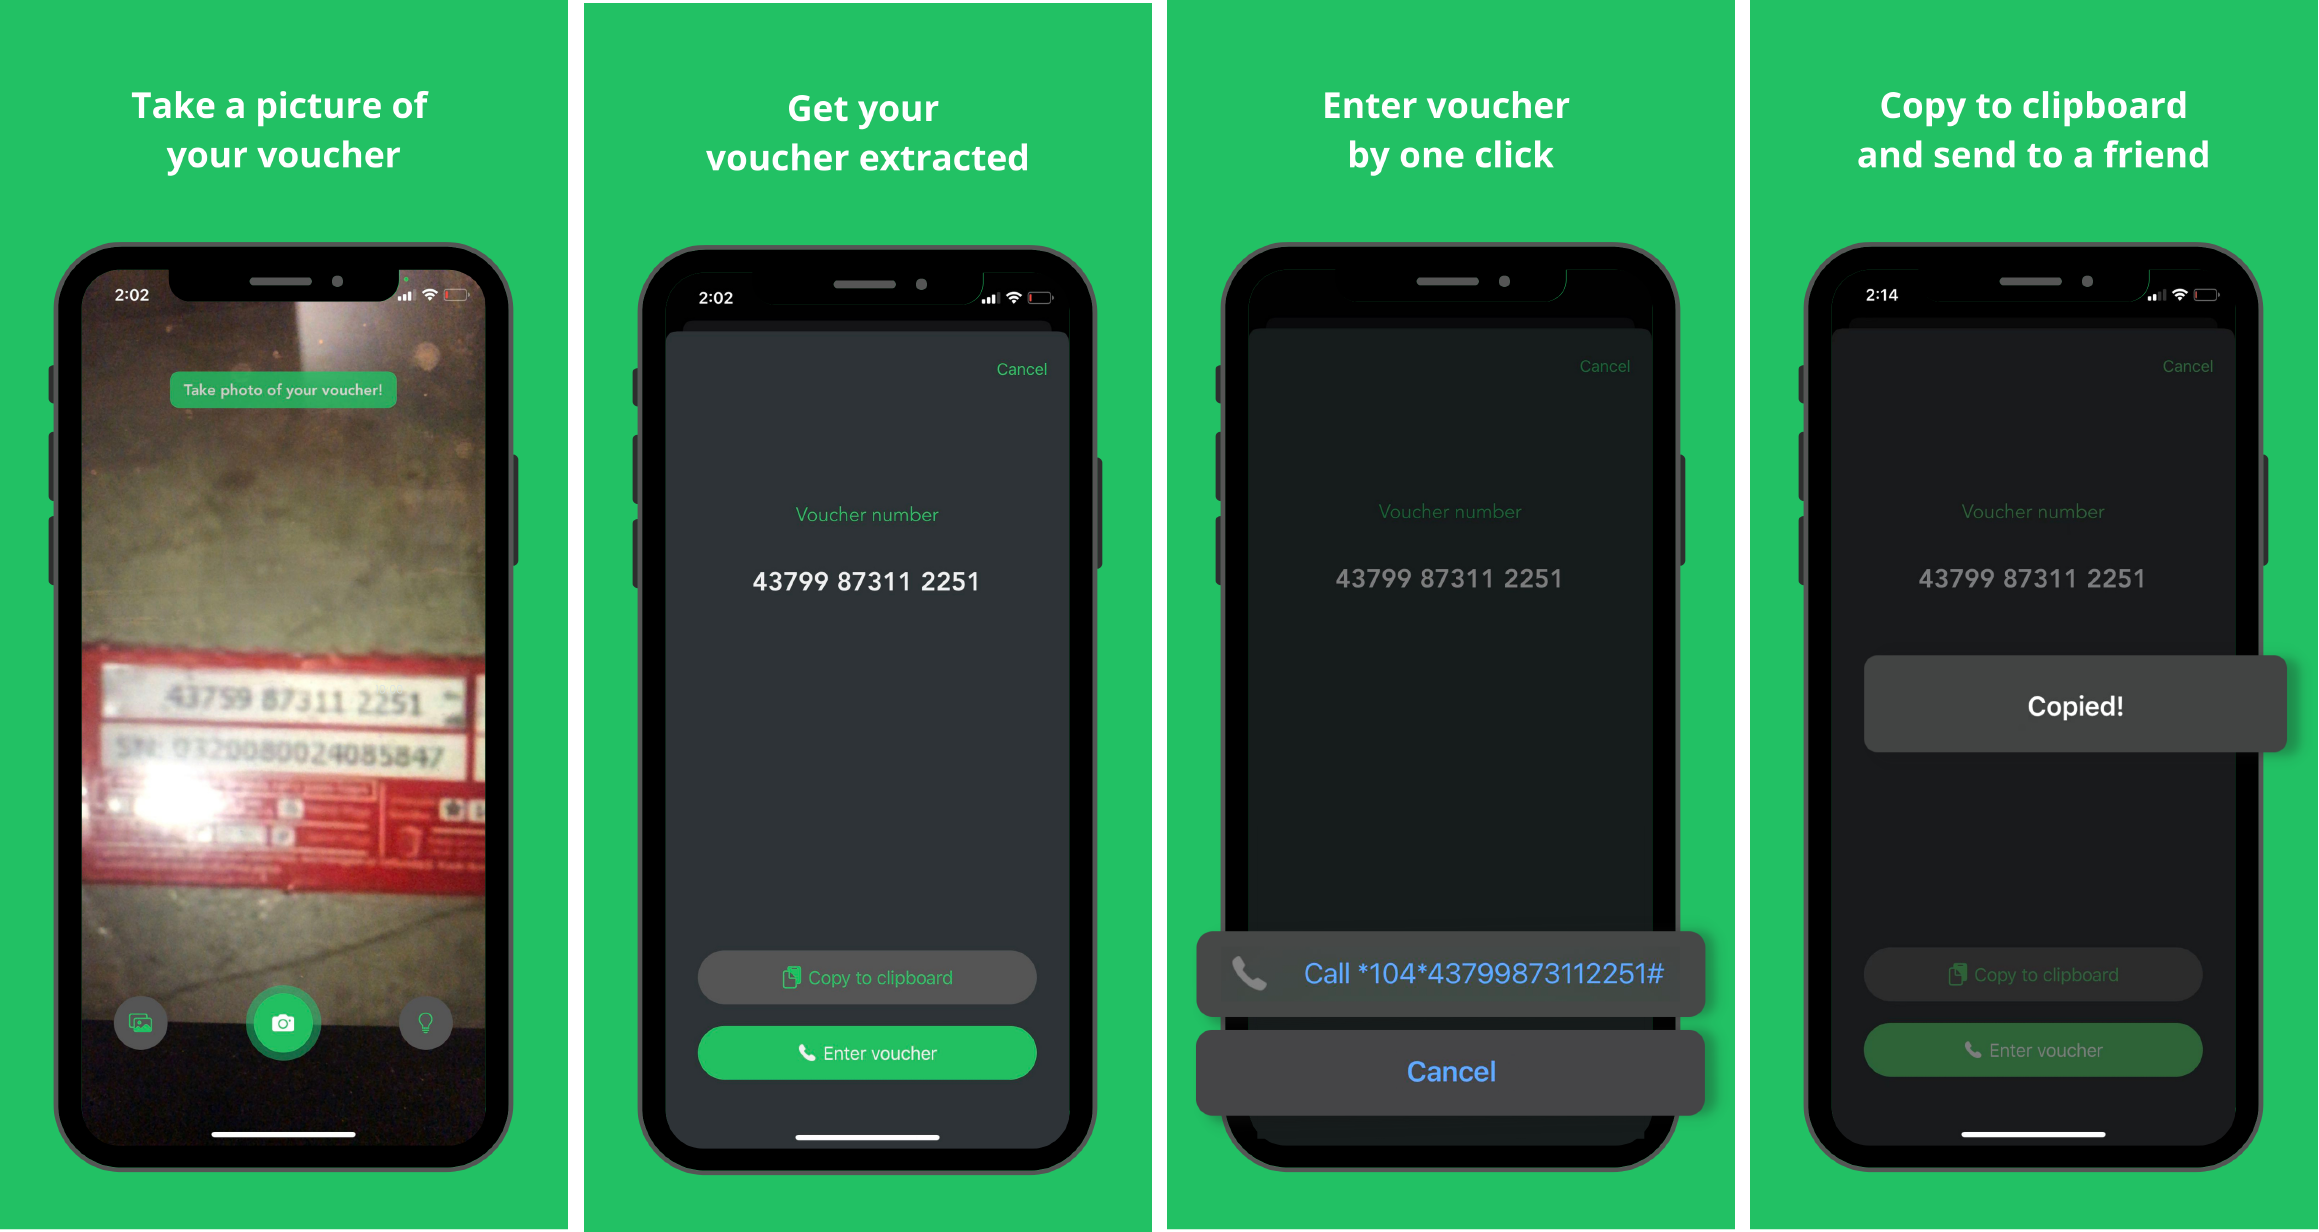 Take a picture of
your voucher
2:02
Take photo of your voucher!
43799 87311 2251
SN: 0320080024085847
Get your
voucher extracted
2:02
Cancel
Voucher number
43799 87311 2251
Copy to clipboard
Enter voucher
Enter voucher
by one click
Cancel
Voucher number
43799 87311 2251
Call *104*43799873112251#
Cancel
Copy to clipboard
and send to a friend
2:14
Cancel
Voucher number
43799 87311 2251
Copied!
Copy to clipboard
Enter voucher